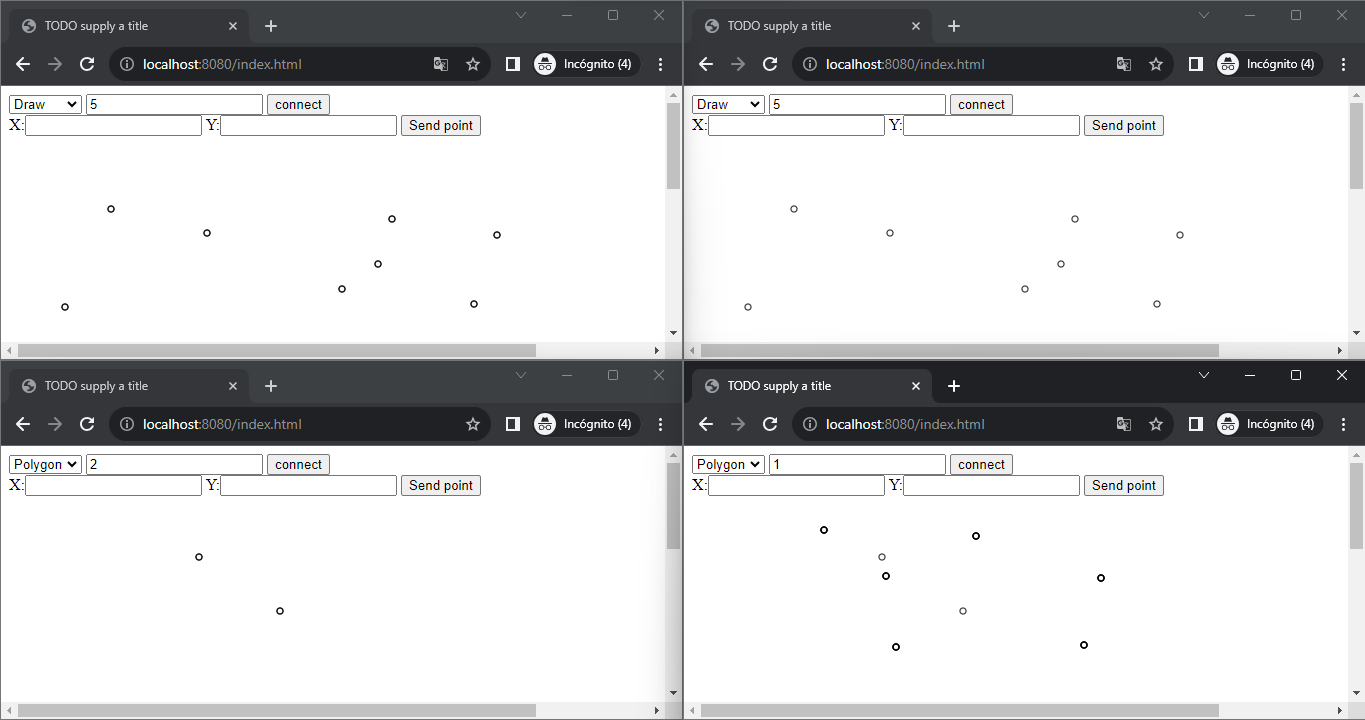 TODO supply a title
localhost:8080/index.html
Incógnito (4)
Draw
5
connect
X:
Y:
Send point
TODO supply a title
localhost:8080/index.html
Incógnito (4)
Draw
5
connect
X:
Y:
Send point
TODO supply a title
localhost:8080/index.html
Incógnito (4)
Polygon
2
connect
X:
Y:
Send point
TODO supply a title
localhost:8080/index.html
Incógnito (4)
Polygon
1
connect
X:
Y:
Send point